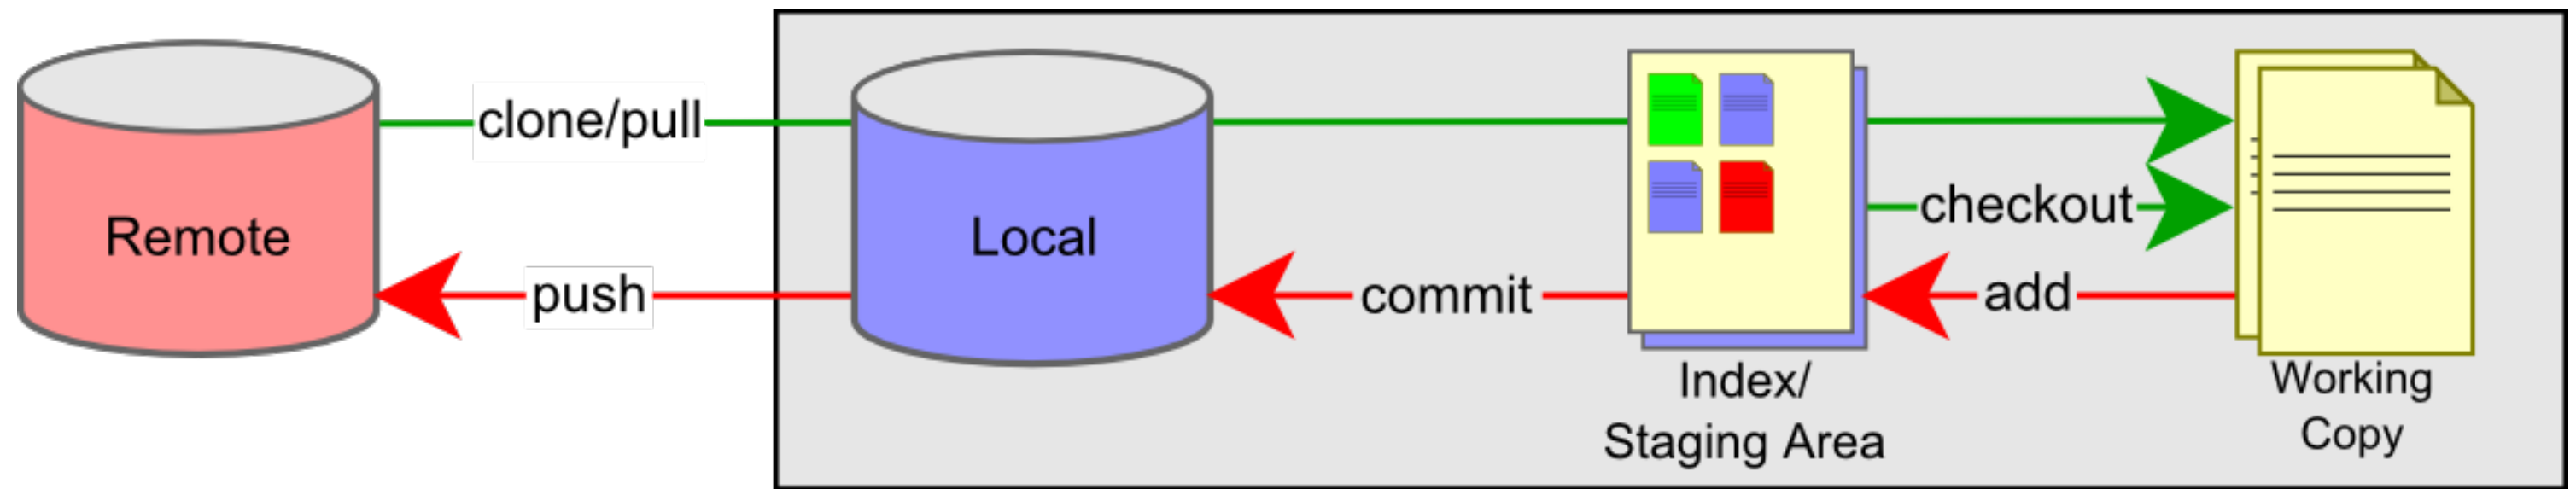 clone/pull
Remote
Local
checkout
push
commit
add
Index/
Staging Area
Working
Copy